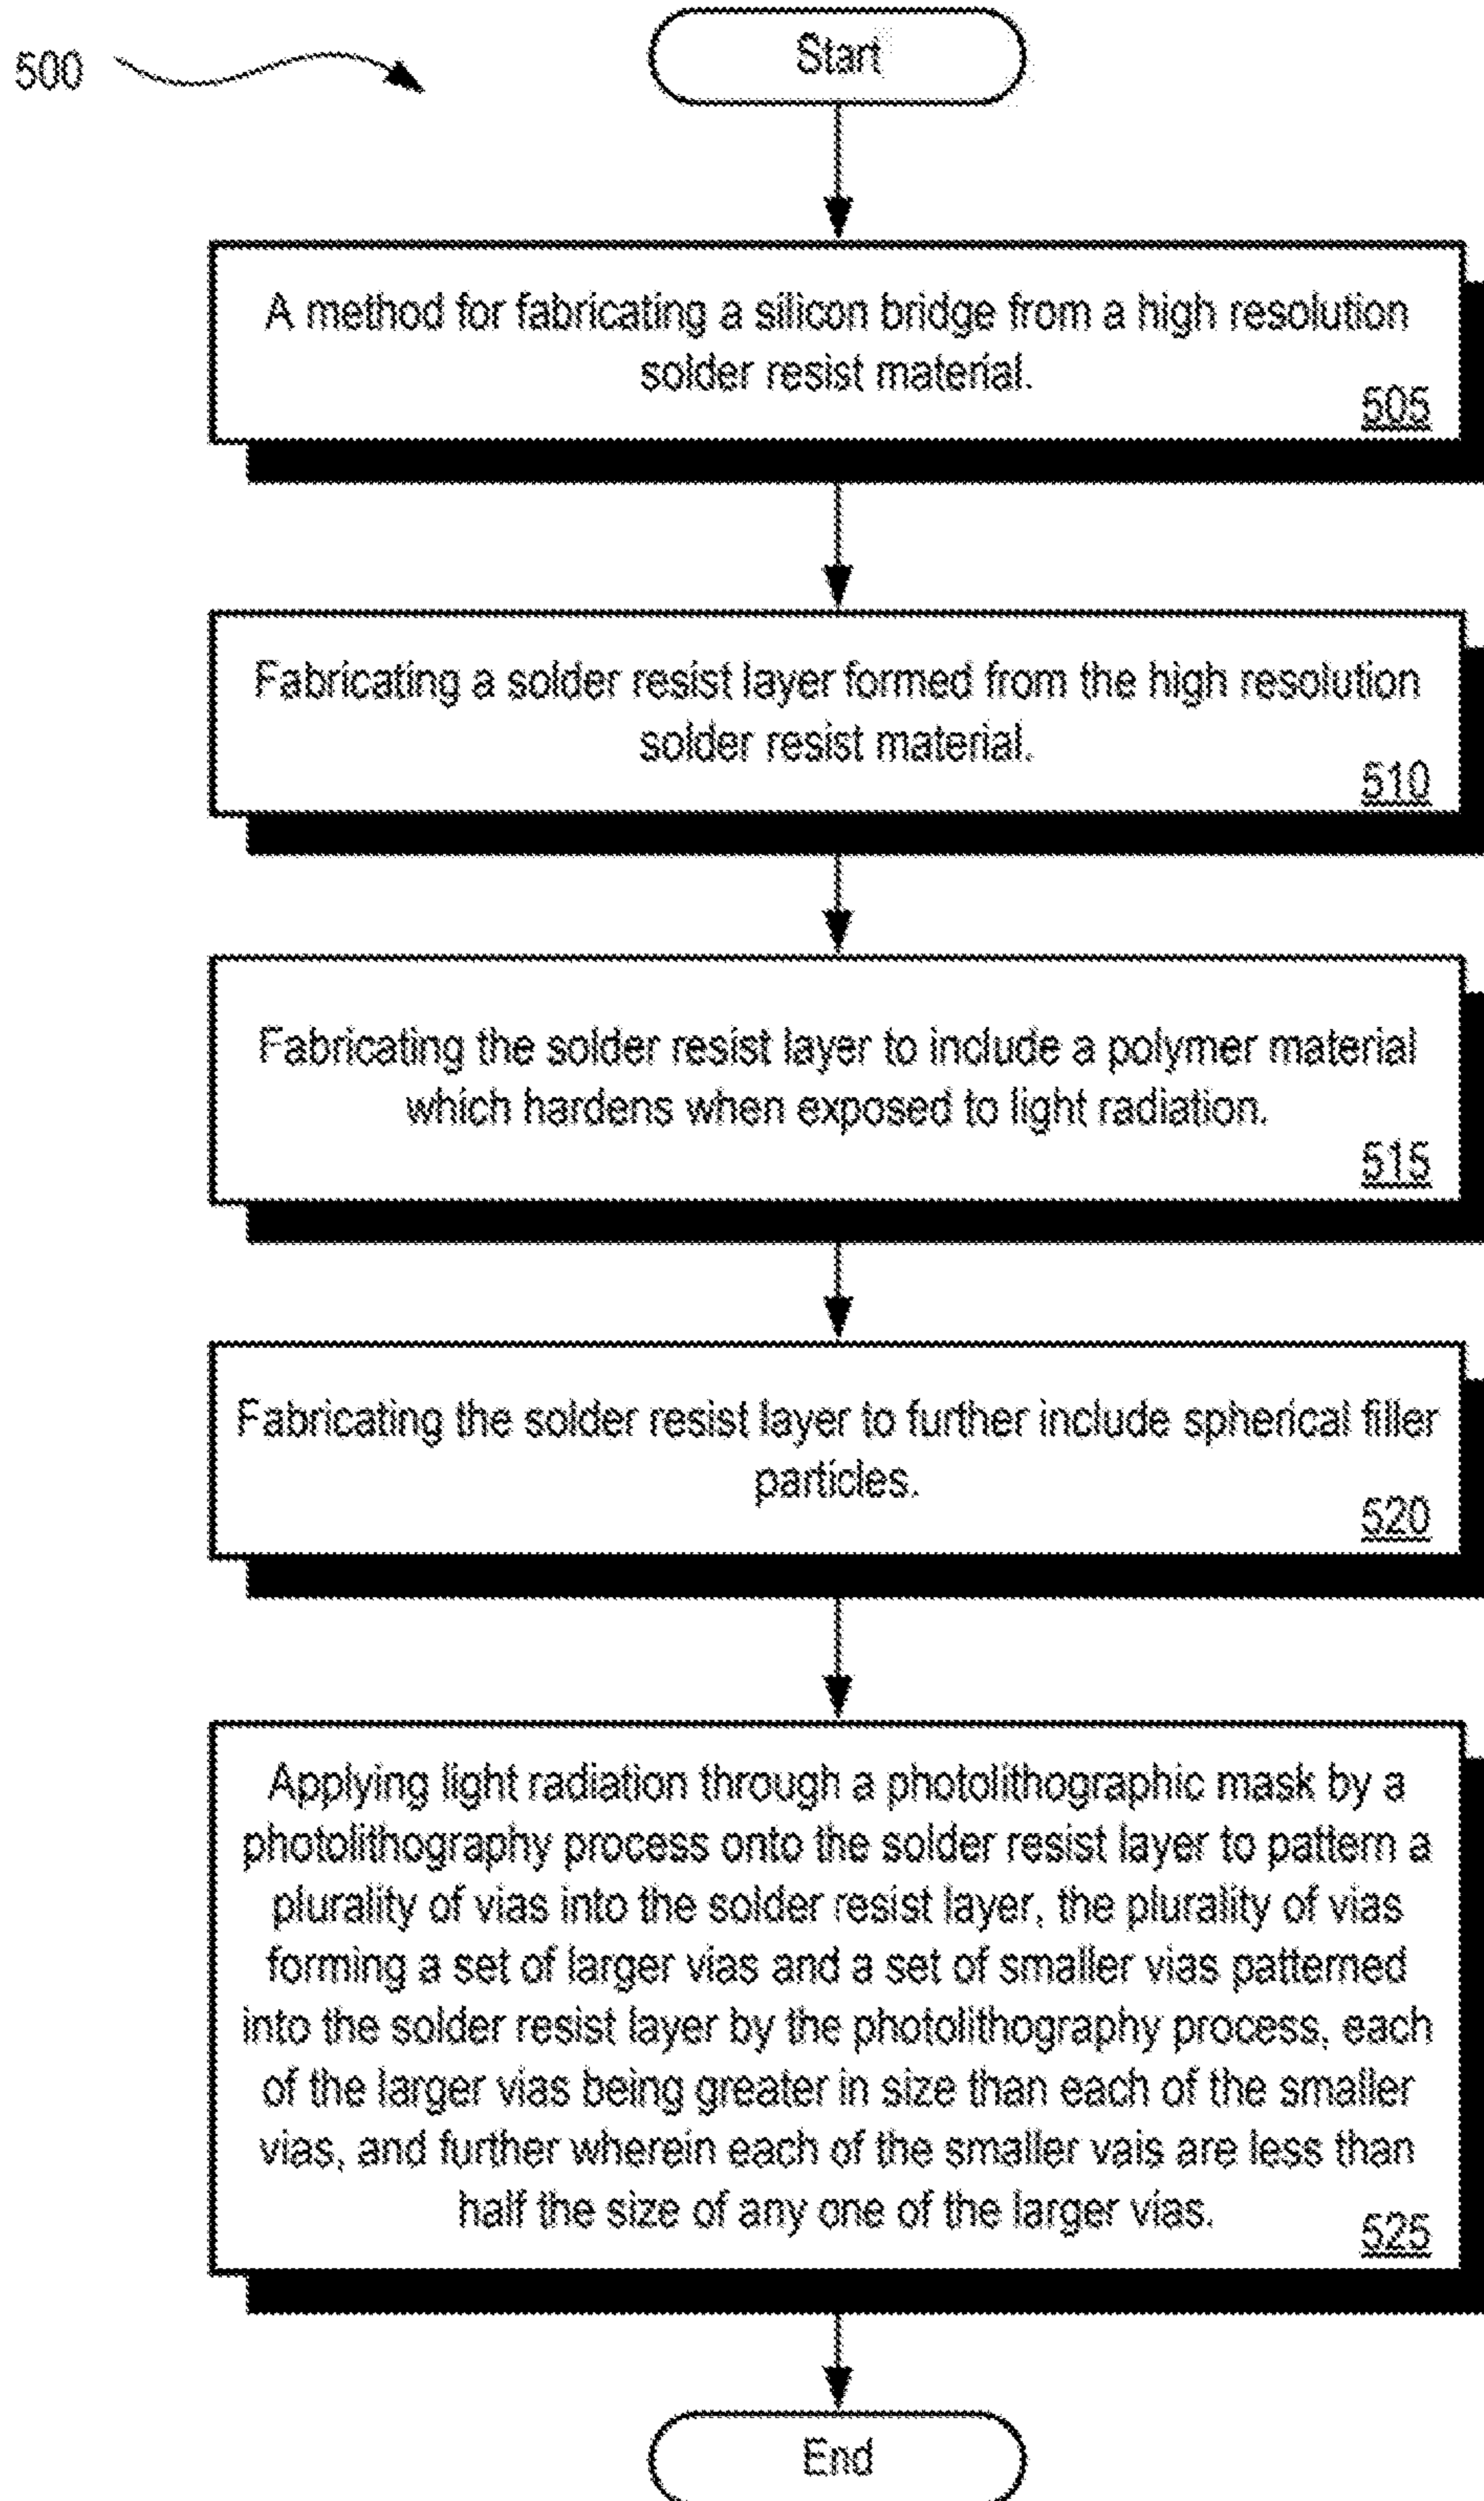 500
Start
A method for fabricating a silicon bridge from a high resolution
solder resist material.
505
Fabricating a solder resist layer formed from the high resolution
solder resist material.
510
Fabricating the solder resist layer to include a polymer material
which hardens when exposed to light radiation.
515
Fabricating the solder resist layer to further include spherical filler
particles.
520
Applying light radiation through a photolithographic mask by a
photolithography process onto the solder resist layer to pattern a
plurality of vias into the solder resist layer, the plurality of vias
forming a set of larger vias and a set of smaller vias patterned
into the solder resist layer by the photolithography process, each
of the larger vias being greater in size than each of the smaller
vias, and further wherein each of the smaller vais are less than
half the size of any one of the larger vias.
525
End